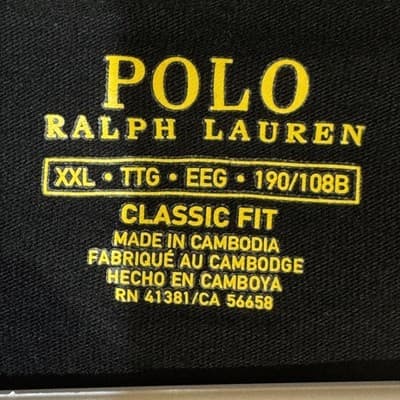 POLO
RALPH LAUREN
XXL • TTG • EEG • 190/108B
CLASSIC FIT
MADE IN CAMBODIA
FABRIQUÉ AU CAMBODGE
HECHO EN CAMBOYA
RN 41381/CA 56658